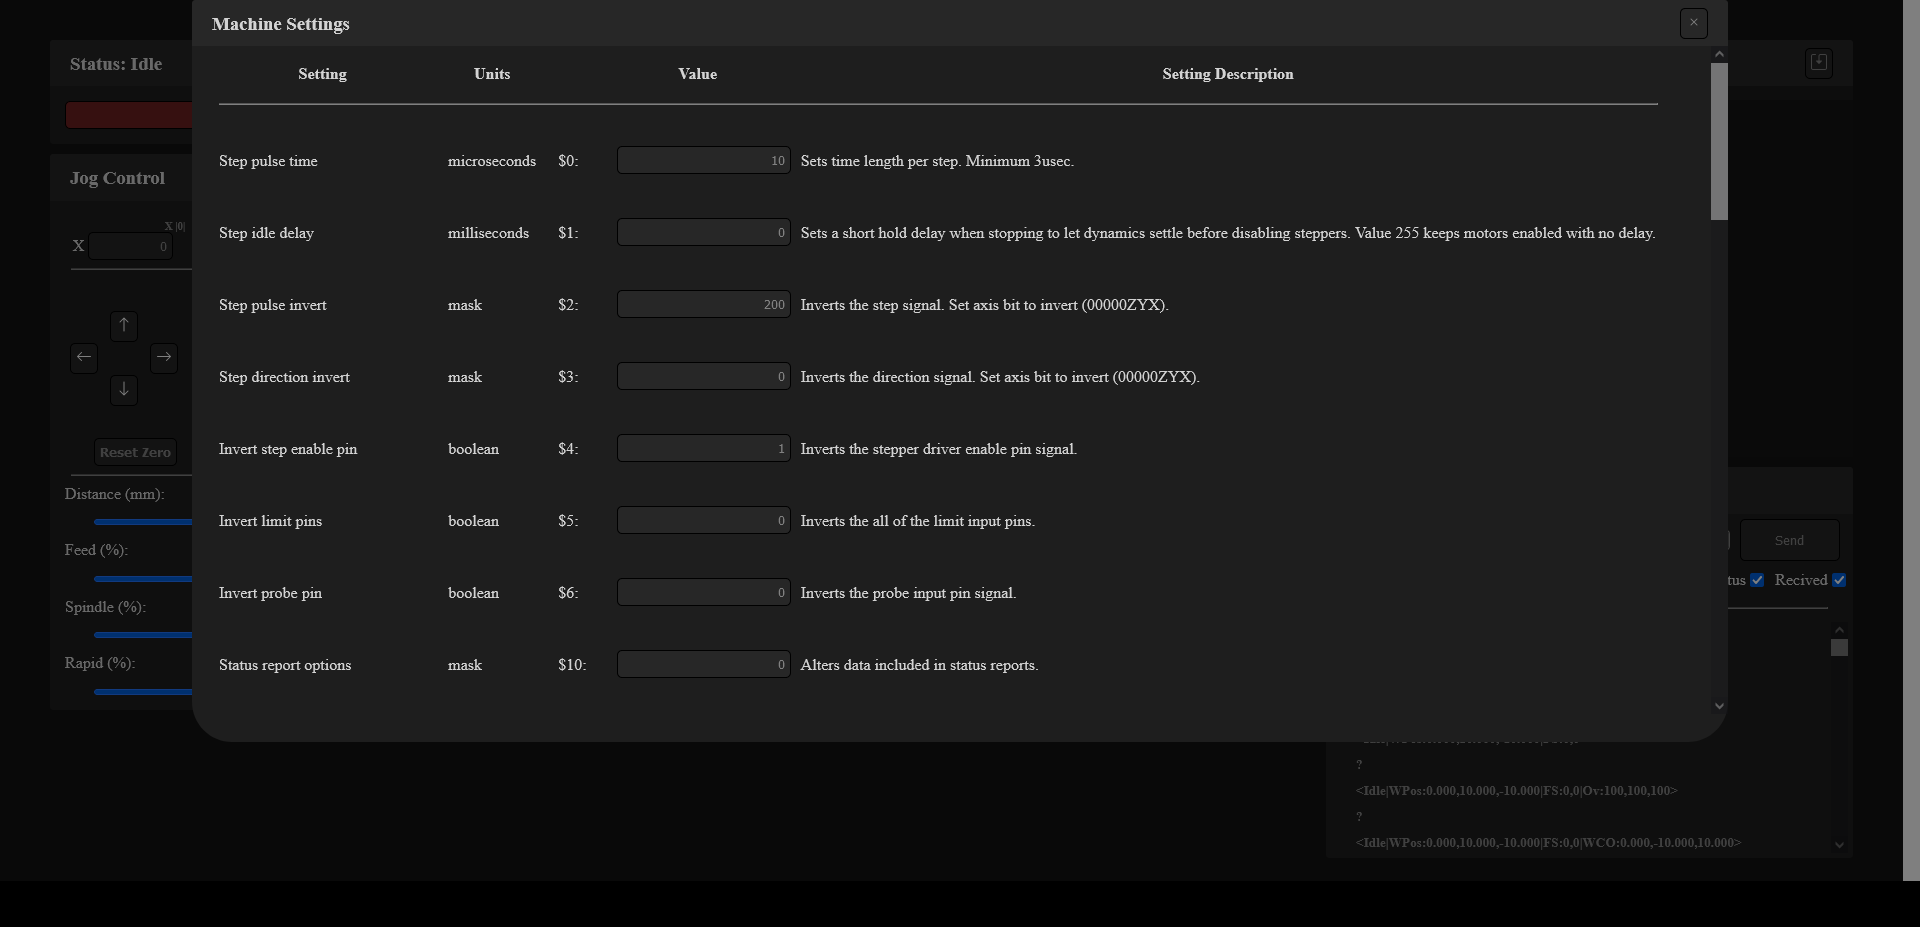 Machine Settings
×
Setting Units Value Setting Description
Step pulse time microseconds $0: 10 Sets time length per step. Minimum 3usec.
Step idle delay milliseconds $1: 0 Sets a short hold delay when stopping to let dynamics settle before disabling steppers. Value 255 keeps motors enabled with no delay.
Step pulse invert mask $2: 200 Inverts the step signal. Set axis bit to invert (00000ZYX).
Step direction invert mask $3: 0 Inverts the direction signal. Set axis bit to invert (00000ZYX).
Invert step enable pin boolean $4: 1 Inverts the stepper driver enable pin signal.
Invert limit pins boolean $5: 0 Inverts the all of the limit input pins.
Invert probe pin boolean $6: 0 Inverts the probe input pin signal.
Status report options mask $10: 0 Alters data included in status reports.
Status: Idle
Jog Control
X |0|
X 0
Reset Zero
Distance (mm):
Feed (%):
Spindle (%):
Rapid (%):
Send
tus Recived
?
<Idle|WPos:0.000,10.000,-10.000|FS:0,0|Ov:100,100,100>
?
<Idle|WPos:0.000,10.000,-10.000|FS:0,0|WCO:0.000,-10.000,10.000>